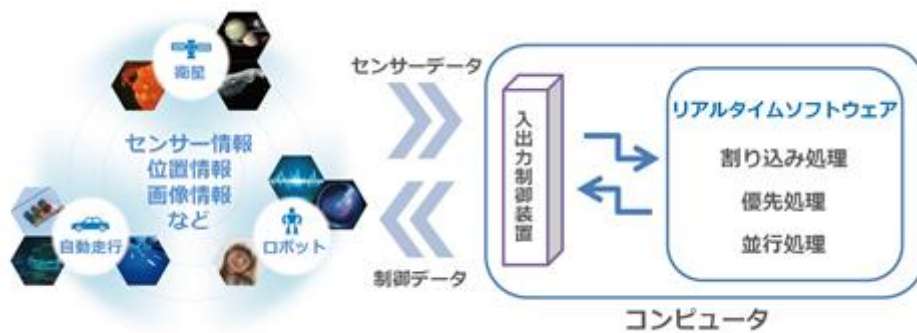 衛星
センサー情報
位置情報
画像情報
など
自動走行
ロボット
センサーデータ
制御データ
入出力制御装置
リアルタイムソフトウェア
割り込み処理
優先処理
並行処理
コンピュータ